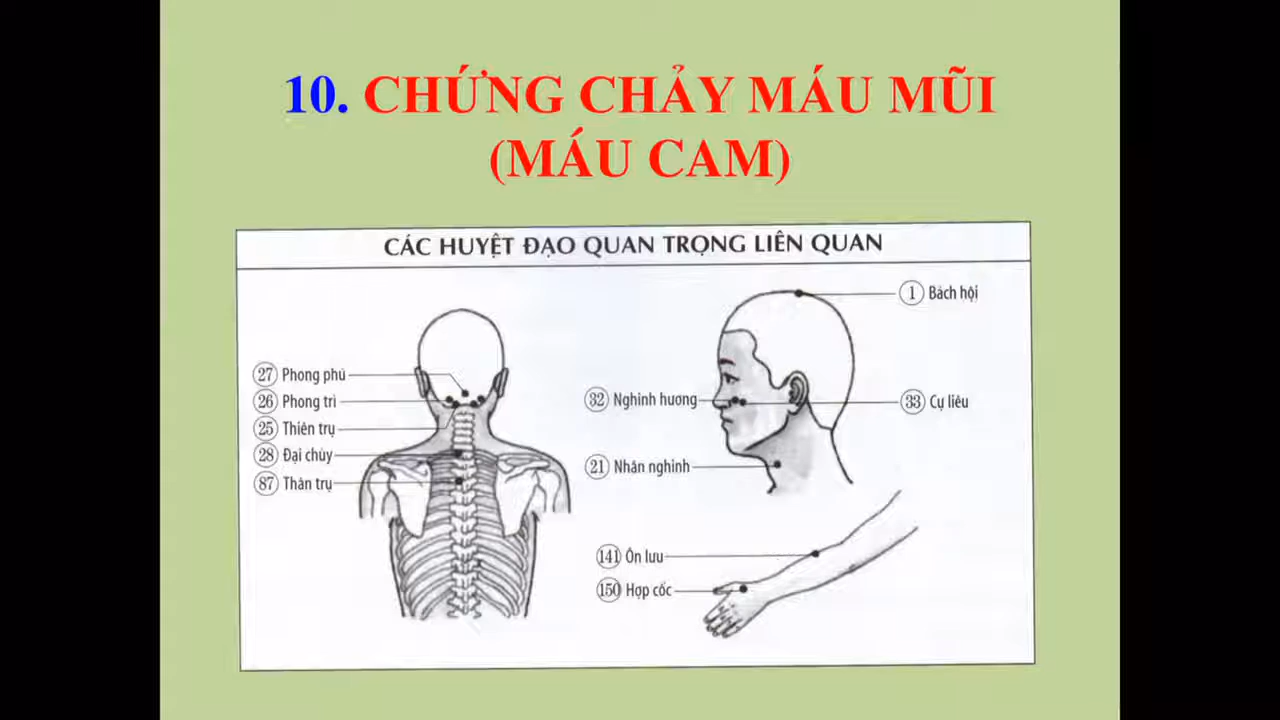 10. CHỨNG CHẢY MÁU MŨI
(MÁU CAM)
CÁC HUYỆT ĐẠO QUAN TRỌNG LIÊN QUAN
27 Phong phủ
26 Phong trì
25 Thiên trụ
28 Đại chùy
87 Thân trụ
1 Bách hội
32 Nghinh hương
33 Cự liêu
21 Nhân nghinh
141 Ôn lưu
150 Hợp cốc